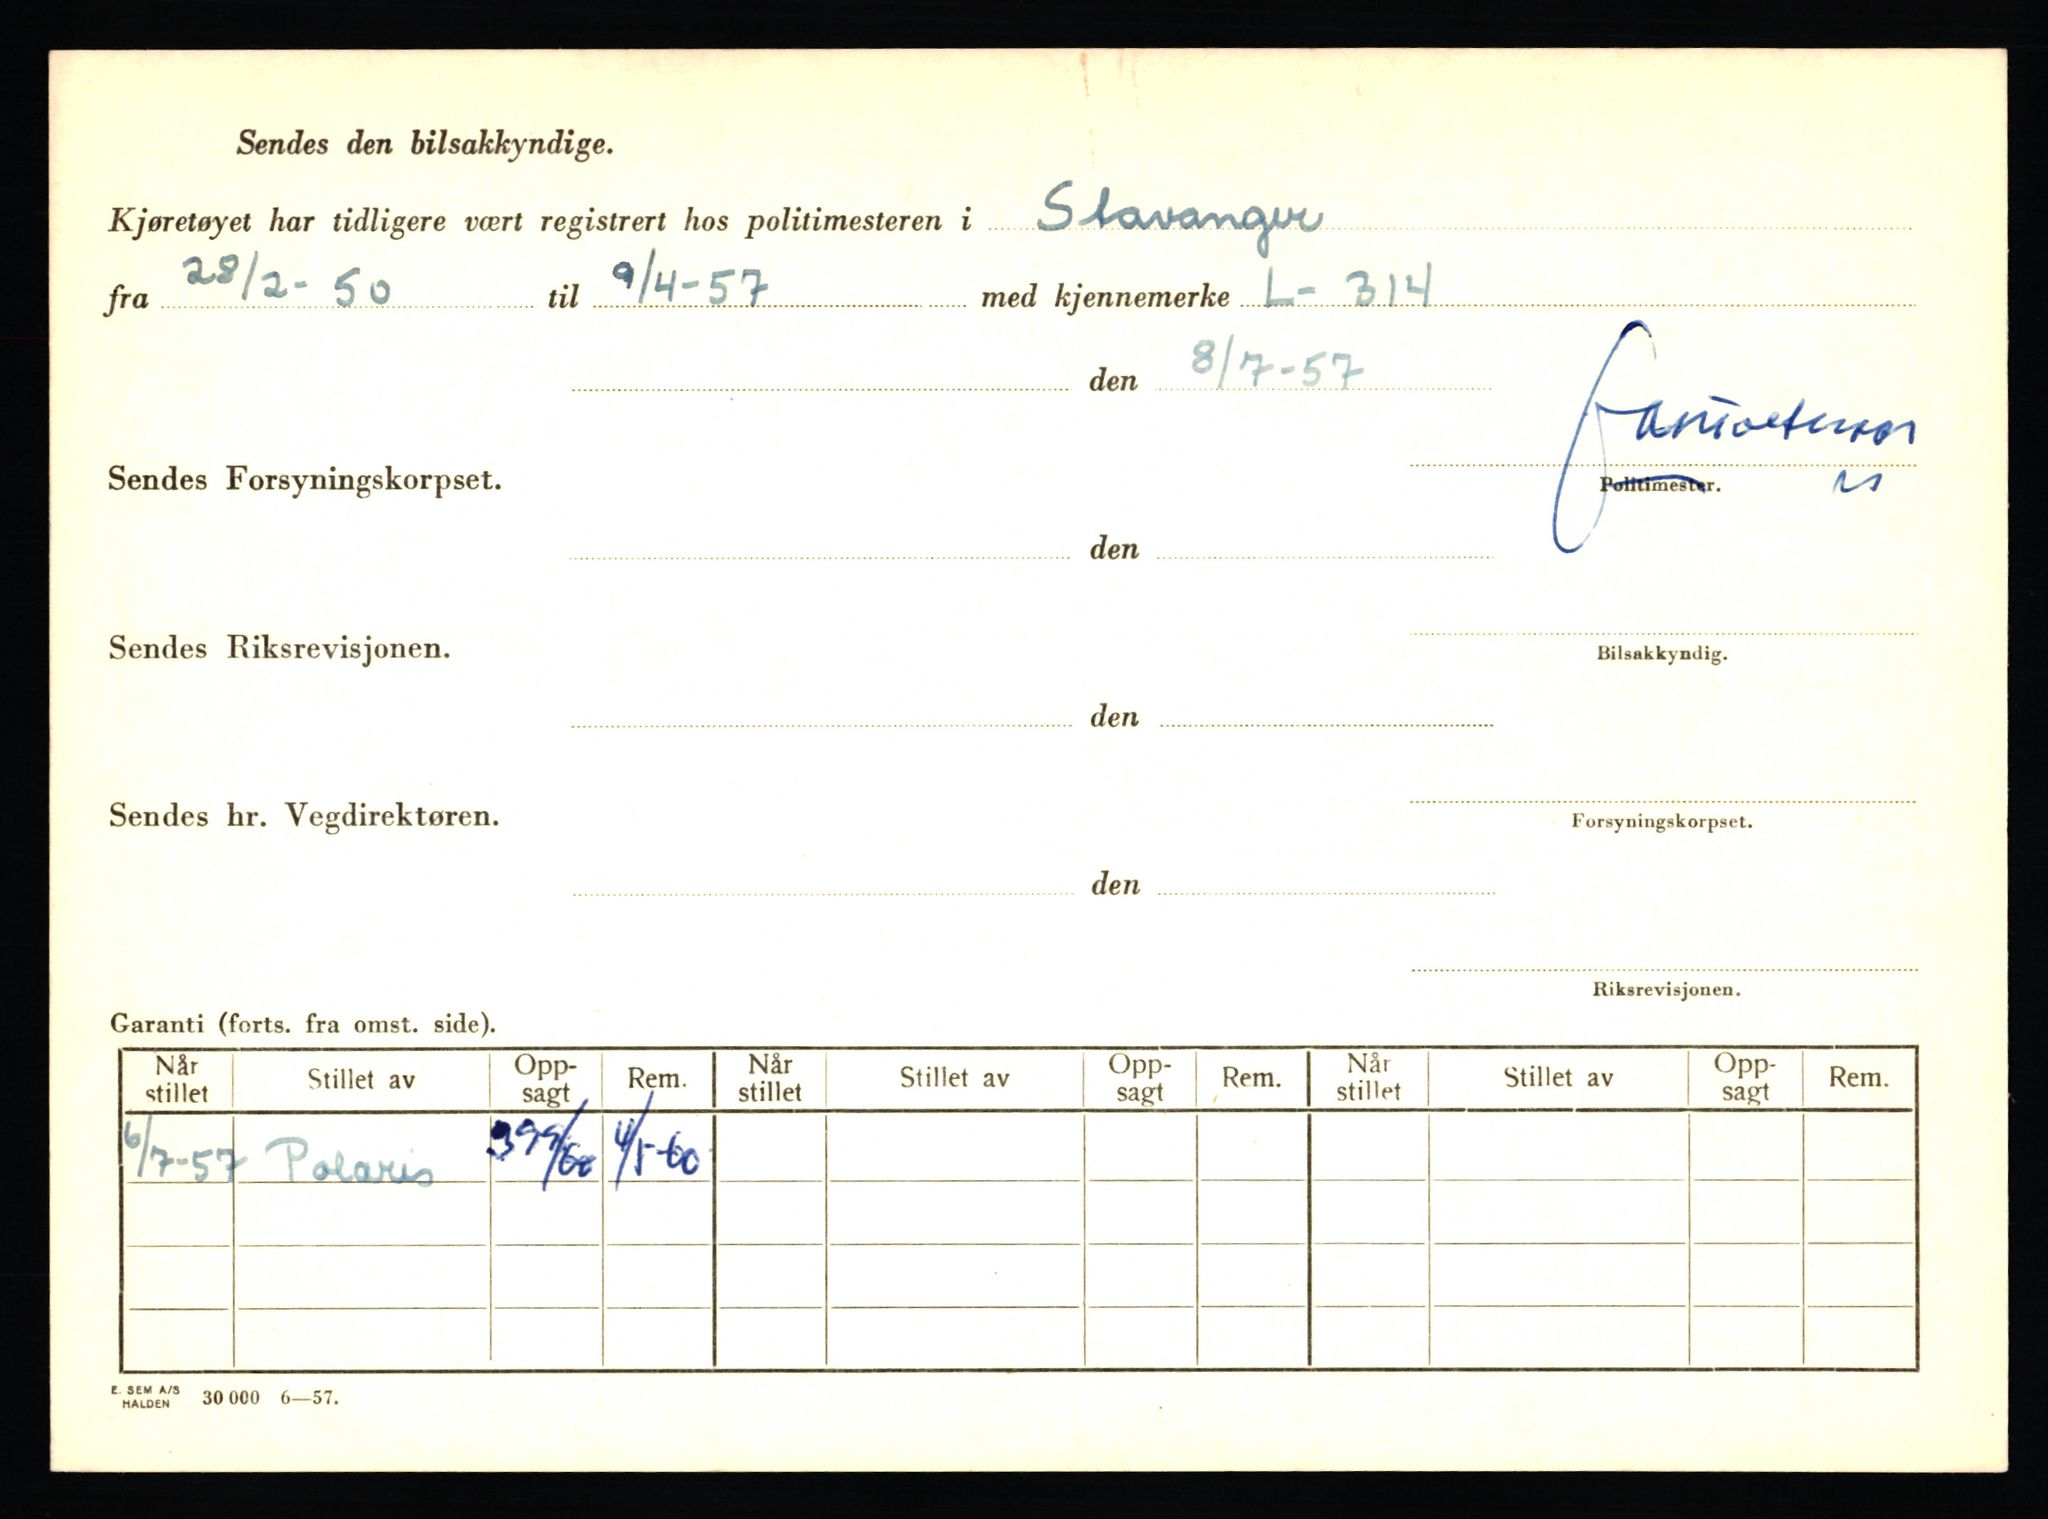 Sendes den bilsakkyndige.
Kjøretøyet har tidligere vært registrert hos politimesteren i Stavanger
fra 28/2-50 til 9/4-57 med kjennemerke L-314
den 8/7-57
Sendes Forsyningskorpset.
Politimester.
den
Sendes Riksrevisjonen.
Bilsakkyndig.
den
Sendes hr. Vegdirektøren.
Forsyningskorpset.
den
Riksrevisjonen.
Garanti (forts. fra omst. side).
Når stillet Stillet av Opp-sagt Rem. Når stillet Stillet av Opp-sagt Rem. Når stillet Stillet av Opp-sagt Rem.
6/7-57 Polaris 399/60 4/5-60
E. SEM A/S
HALDEN 30 000 6—57.